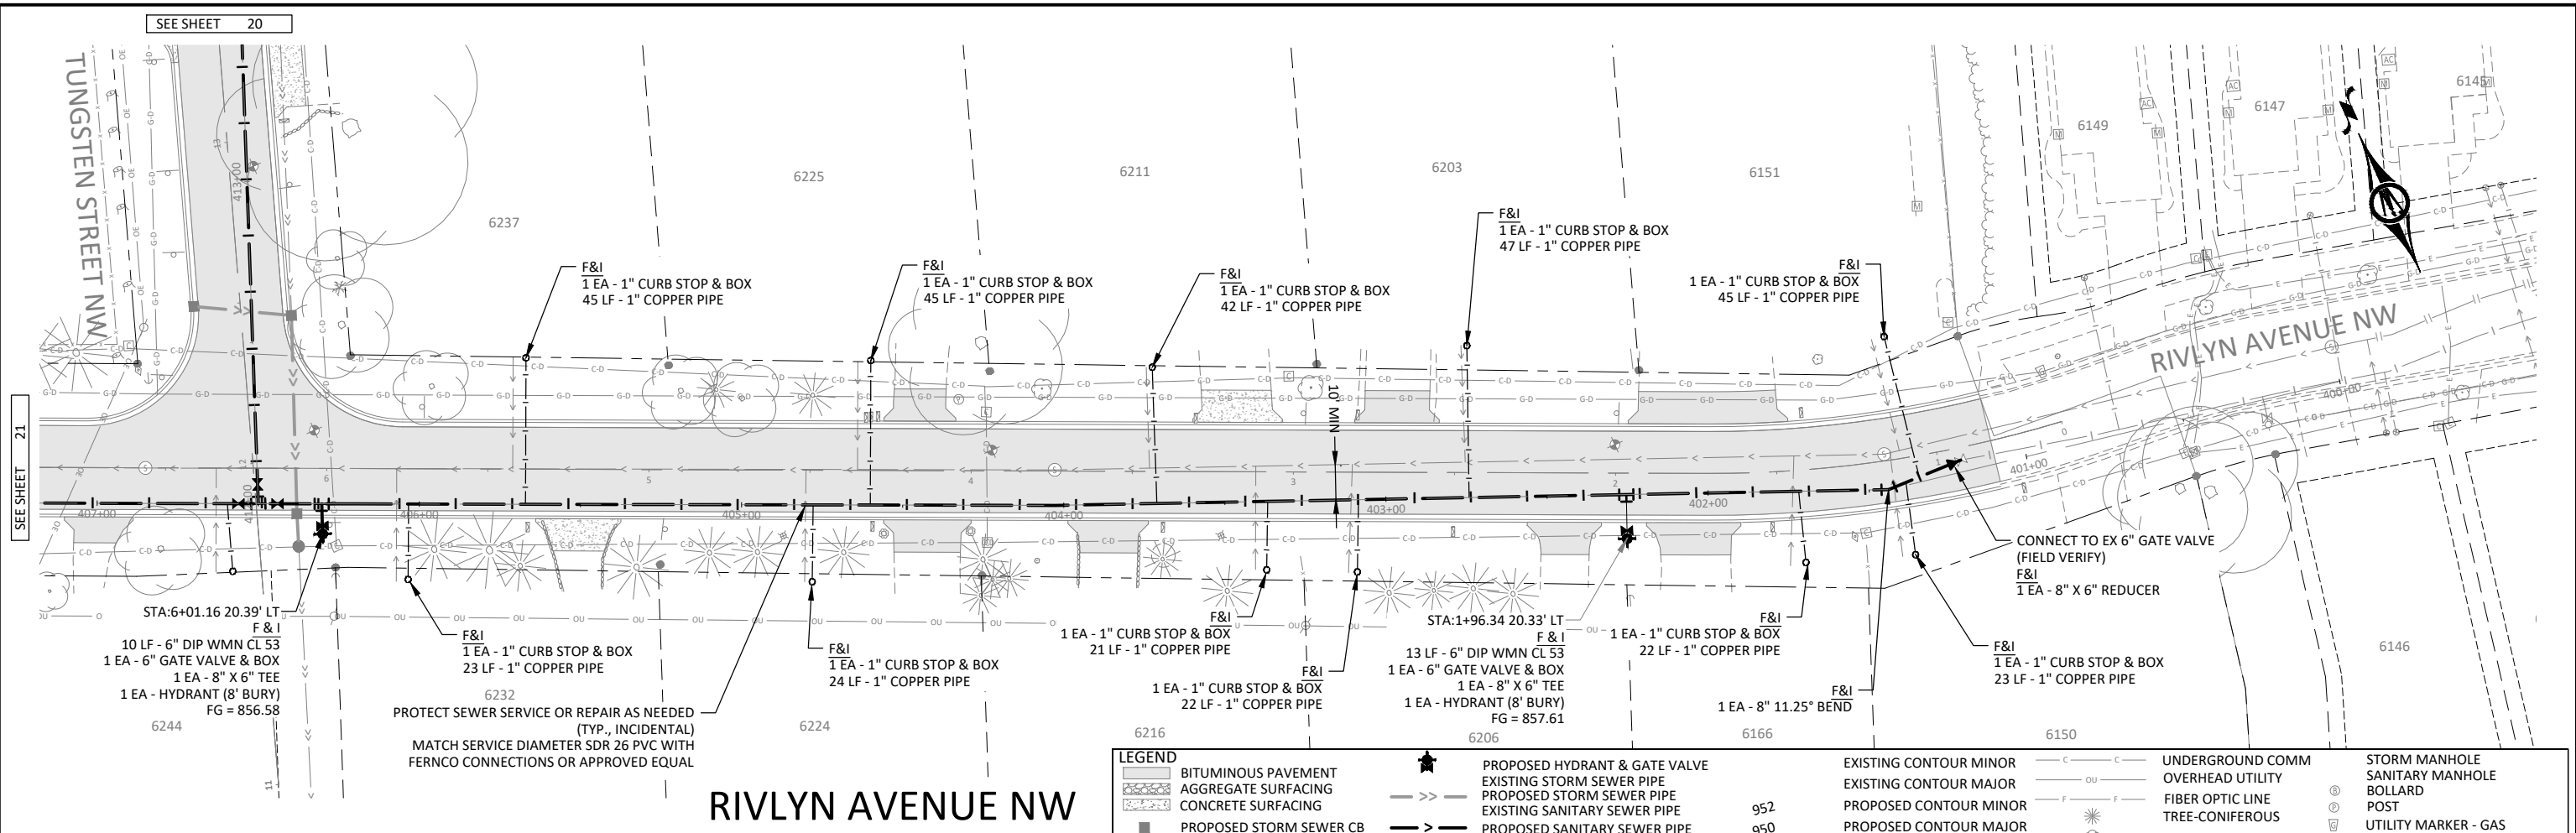 SEE SHEET 20
TUNGSTEN STREET NW
SEE SHEET 21
6237
6225
6211
6203
6151
6149
6147
6145
413+00
F&I
1 EA - 1" CURB STOP & BOX
45 LF - 1" COPPER PIPE
F&I
1 EA - 1" CURB STOP & BOX
45 LF - 1" COPPER PIPE
F&I
1 EA - 1" CURB STOP & BOX
42 LF - 1" COPPER PIPE
F&I
1 EA - 1" CURB STOP & BOX
47 LF - 1" COPPER PIPE
F&I
1 EA - 1" CURB STOP & BOX
45 LF - 1" COPPER PIPE
RIVLYN AVENUE NW
10' MIN
407+00
406+00
405+00
404+00
403+00
402+00
401+00
400+00
CONNECT TO EX 6" GATE VALVE
(FIELD VERIFY)
F&I
1 EA - 8" X 6" REDUCER
STA:6+01.16 20.39' LT
F & I
10 LF - 6" DIP WMN CL 53
1 EA - 6" GATE VALVE & BOX
1 EA - 8" X 6" TEE
1 EA - HYDRANT (8' BURY)
FG = 856.58
F&I
1 EA - 1" CURB STOP & BOX
23 LF - 1" COPPER PIPE
F&I
1 EA - 1" CURB STOP & BOX
24 LF - 1" COPPER PIPE
F&I
1 EA - 1" CURB STOP & BOX
21 LF - 1" COPPER PIPE
F&I
1 EA - 1" CURB STOP & BOX
22 LF - 1" COPPER PIPE
STA:1+96.34 20.33' LT
F & I
13 LF - 6" DIP WMN CL 53
1 EA - 6" GATE VALVE & BOX
1 EA - 8" X 6" TEE
1 EA - HYDRANT (8' BURY)
FG = 857.61
F&I
1 EA - 1" CURB STOP & BOX
22 LF - 1" COPPER PIPE
F&I
1 EA - 8" 11.25° BEND
F&I
1 EA - 1" CURB STOP & BOX
23 LF - 1" COPPER PIPE
PROTECT SEWER SERVICE OR REPAIR AS NEEDED
(TYP., INCIDENTAL)
MATCH SERVICE DIAMETER SDR 26 PVC WITH
FERNCO CONNECTIONS OR APPROVED EQUAL
6244
6232
6224
6216
6206
6166
6150
6146
RIVLYN AVENUE NW
LEGEND
BITUMINOUS PAVEMENT
AGGREGATE SURFACING
CONCRETE SURFACING
PROPOSED STORM SEWER CB
PROPOSED HYDRANT & GATE VALVE
EXISTING STORM SEWER PIPE
PROPOSED STORM SEWER PIPE
EXISTING SANITARY SEWER PIPE
PROPOSED SANITARY SEWER PIPE
952
950
EXISTING CONTOUR MINOR
EXISTING CONTOUR MAJOR
PROPOSED CONTOUR MINOR
PROPOSED CONTOUR MAJOR
UNDERGROUND COMM
OVERHEAD UTILITY
FIBER OPTIC LINE
TREE-CONIFEROUS
STORM MANHOLE
SANITARY MANHOLE
BOLLARD
POST
UTILITY MARKER - GAS